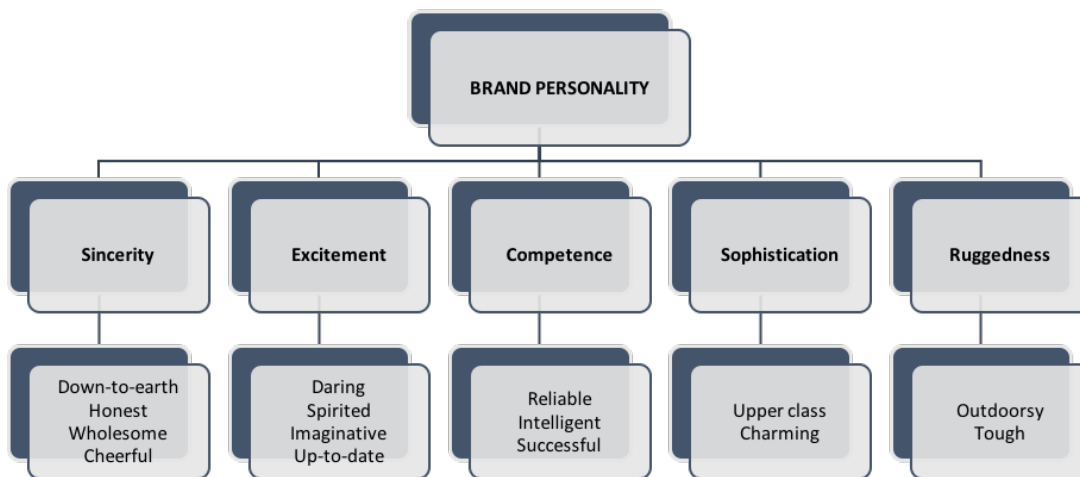 BRAND PERSONALITY
Sincerity
Excitement
Competence
Sophistication
Ruggedness
Down-to-earth
Honest
Wholesome
Cheerful
Daring
Spirited
Imaginative
Up-to-date
Reliable
Intelligent
Successful
Upper class
Charming
Outdoorsy
Tough